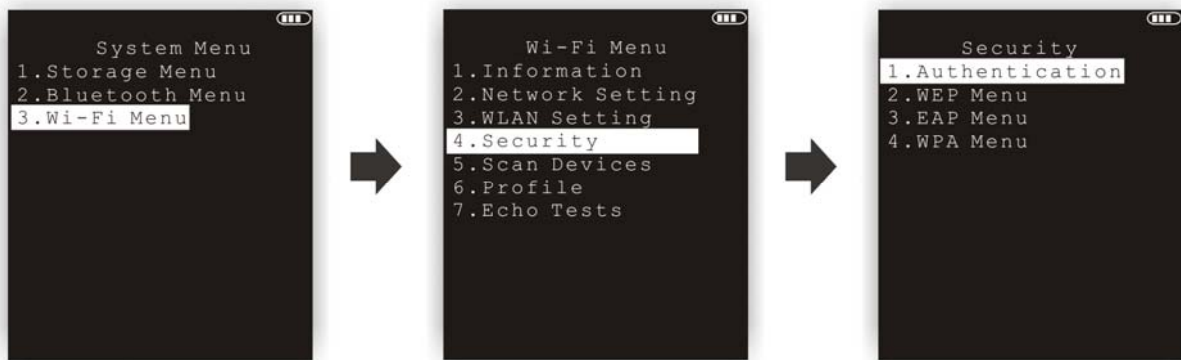 System Menu
1.Storage Menu
2.Bluetooth Menu
3.Wi-Fi Menu
Wi-Fi Menu
1.Information
2.Network Setting
3.WLAN Setting
4.Security
5.Scan Devices
6.Profile
7.Echo Tests
Security
1.Authentication
2.WEP Menu
3.EAP Menu
4.WPA Menu